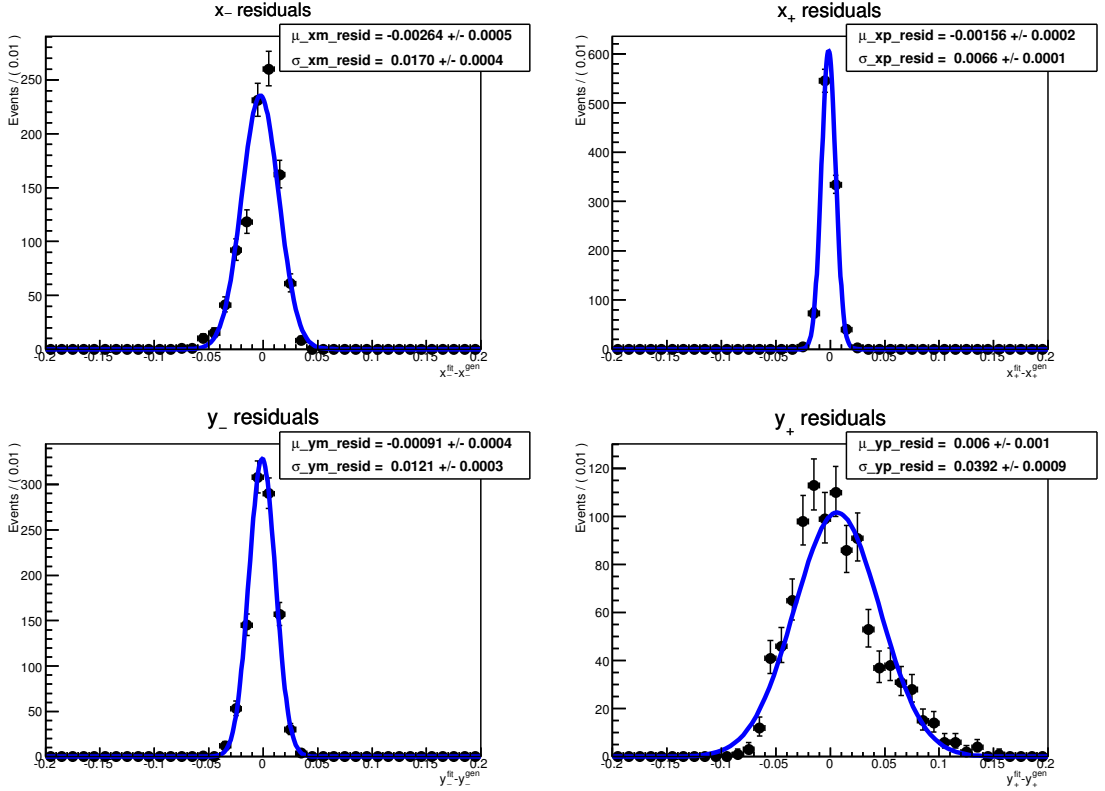 x₋ residuals
μ_xm_resid = -0.00264 +/- 0.0005
σ_xm_resid = 0.0170 +/- 0.0004
Events / ( 0.01 )
250
200
150
100
50
0
-0.2 -0.15 -0.1 -0.05 0 0.05 0.1 0.15 0.2
x₋^fit-x₋^gen
x₊ residuals
μ_xp_resid = -0.00156 +/- 0.0002
σ_xp_resid = 0.0066 +/- 0.0001
Events / ( 0.01 )
600
500
400
300
200
100
0
-0.2 -0.15 -0.1 -0.05 0 0.05 0.1 0.15 0.2
x₊^fit-x₊^gen
y₋ residuals
μ_ym_resid = -0.00091 +/- 0.0004
σ_ym_resid = 0.0121 +/- 0.0003
Events / ( 0.01 )
300
250
200
150
100
50
0
-0.2 -0.15 -0.1 -0.05 0 0.05 0.1 0.15 0.2
y₋^fit-y₋^gen
y₊ residuals
μ_yp_resid = 0.006 +/- 0.001
σ_yp_resid = 0.0392 +/- 0.0009
Events / ( 0.01 )
120
100
80
60
40
20
0
-0.2 -0.15 -0.1 -0.05 0 0.05 0.1 0.15 0.2
y₊^fit-y₊^gen